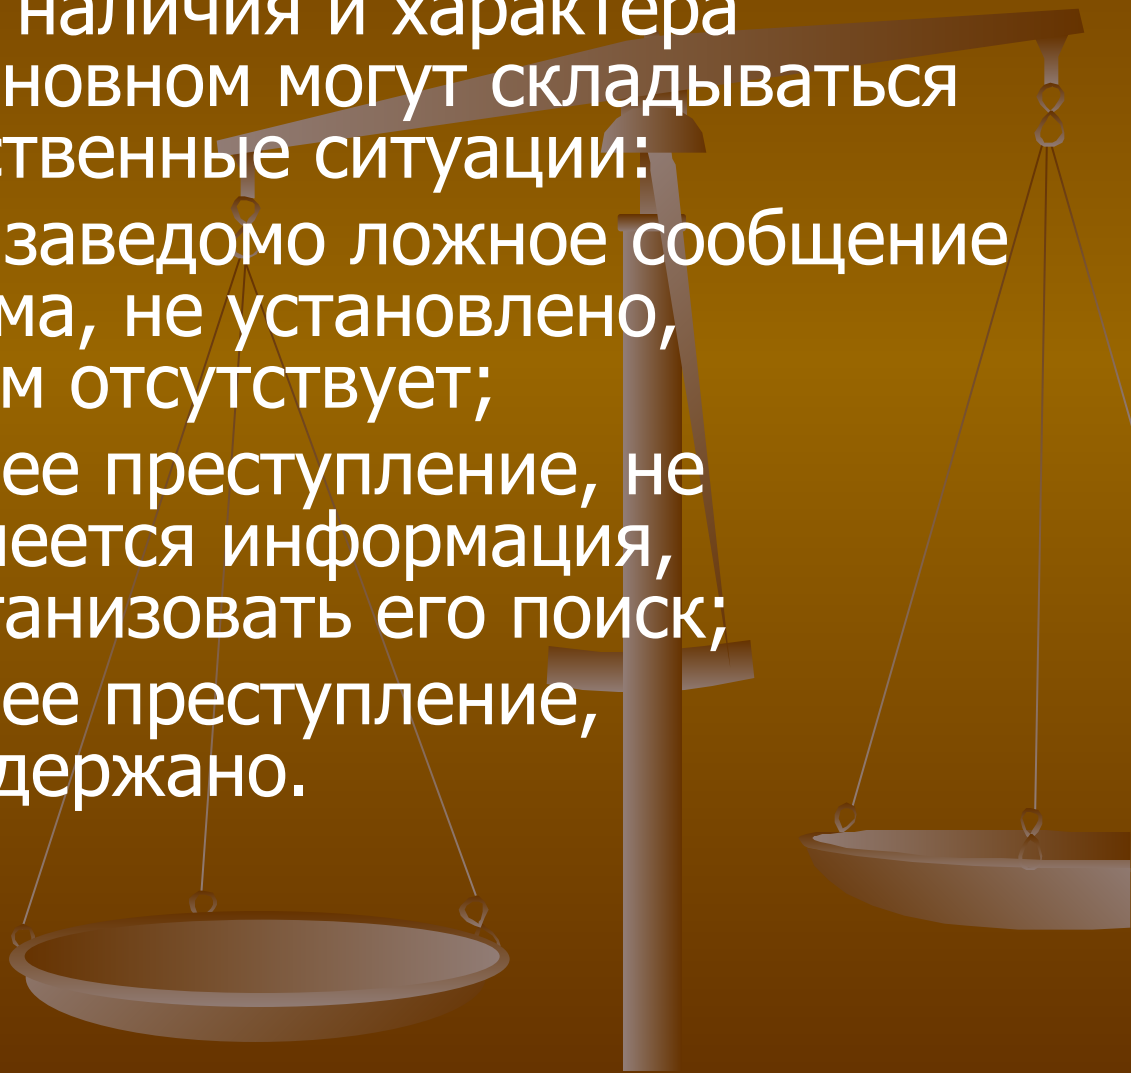 наличия и характера
новном могут складываться
ственные ситуации:
заведомо ложное сообщение
ма, не установлено,
м отсутствует;
ее преступление, не
меется информация,
ганизовать его поиск;
ее преступление,
держано.